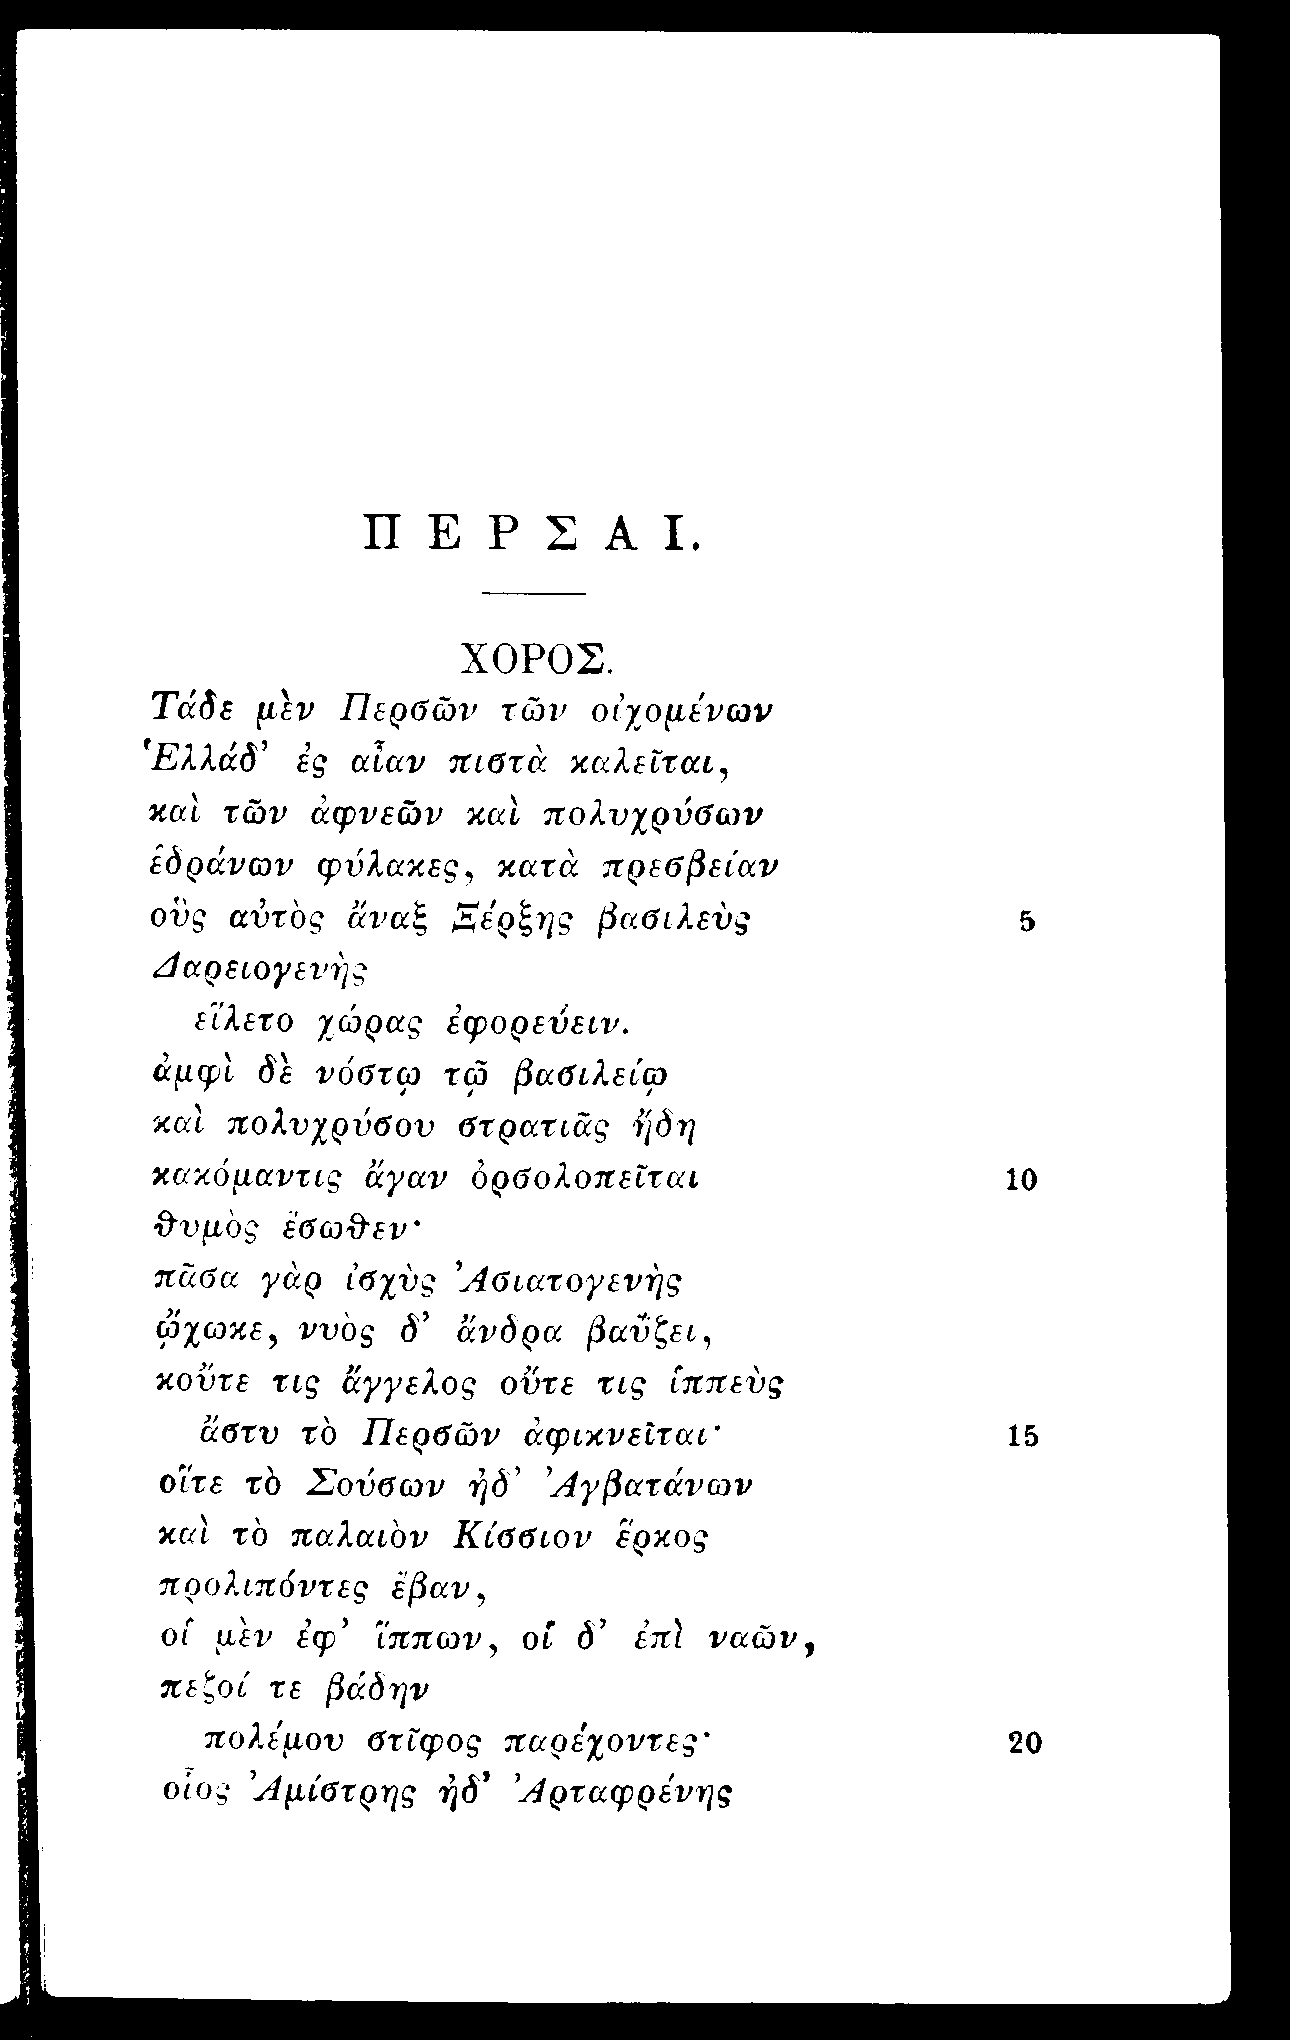 ΠΕΡΣΑΙ.
ΧΟΡΟΣ.
Τάδε μὲν Περσῶν τῶν οἰχομένων
Ἑλλάδ’ ἐς αἶαν πιστὰ καλεῖται,
καὶ τῶν ἀφνεῶν καὶ πολυχρύσων
ἑδράνων φύλακες, κατὰ πρεσβείαν
οὓς αὐτὸς ἄναξ Ξέρξης βασιλεὺς 5
Δαρειογενὴς
εἵλετο χώρας ἐφορεύειν.
ἀμφὶ δὲ νόστῳ τῷ βασιλείῳ
καὶ πολυχρύσου στρατιᾶς ἤδη
κακόμαντις ἄγαν ὀρσολοπεῖται 10
θυμὸς ἔσωθεν·
πᾶσα γὰρ ἰσχὺς Ἀσιατογενὴς
ᾤχωκε, νυὸς δ’ ἄνδρα βαΰζει,
κοὔτε τις ἄγγελος οὔτε τις ἱππεὺς
ἄστυ τὸ Περσῶν ἀφικνεῖται· 15
οἵτε τὸ Σούσων ἠδ’ Ἀγβατάνων
καὶ τὸ παλαιὸν Κίσσιον ἕρκος
προλιπόντες ἔβαν,
οἱ μὲν ἐφ’ ἵππων, οἱ δ’ ἐπὶ ναῶν,
πεζοί τε βάδην
πολέμου στῖφος παρέχοντες· 20
οἷος Ἀμίστρης ἠδ’ Ἀρταφρένης